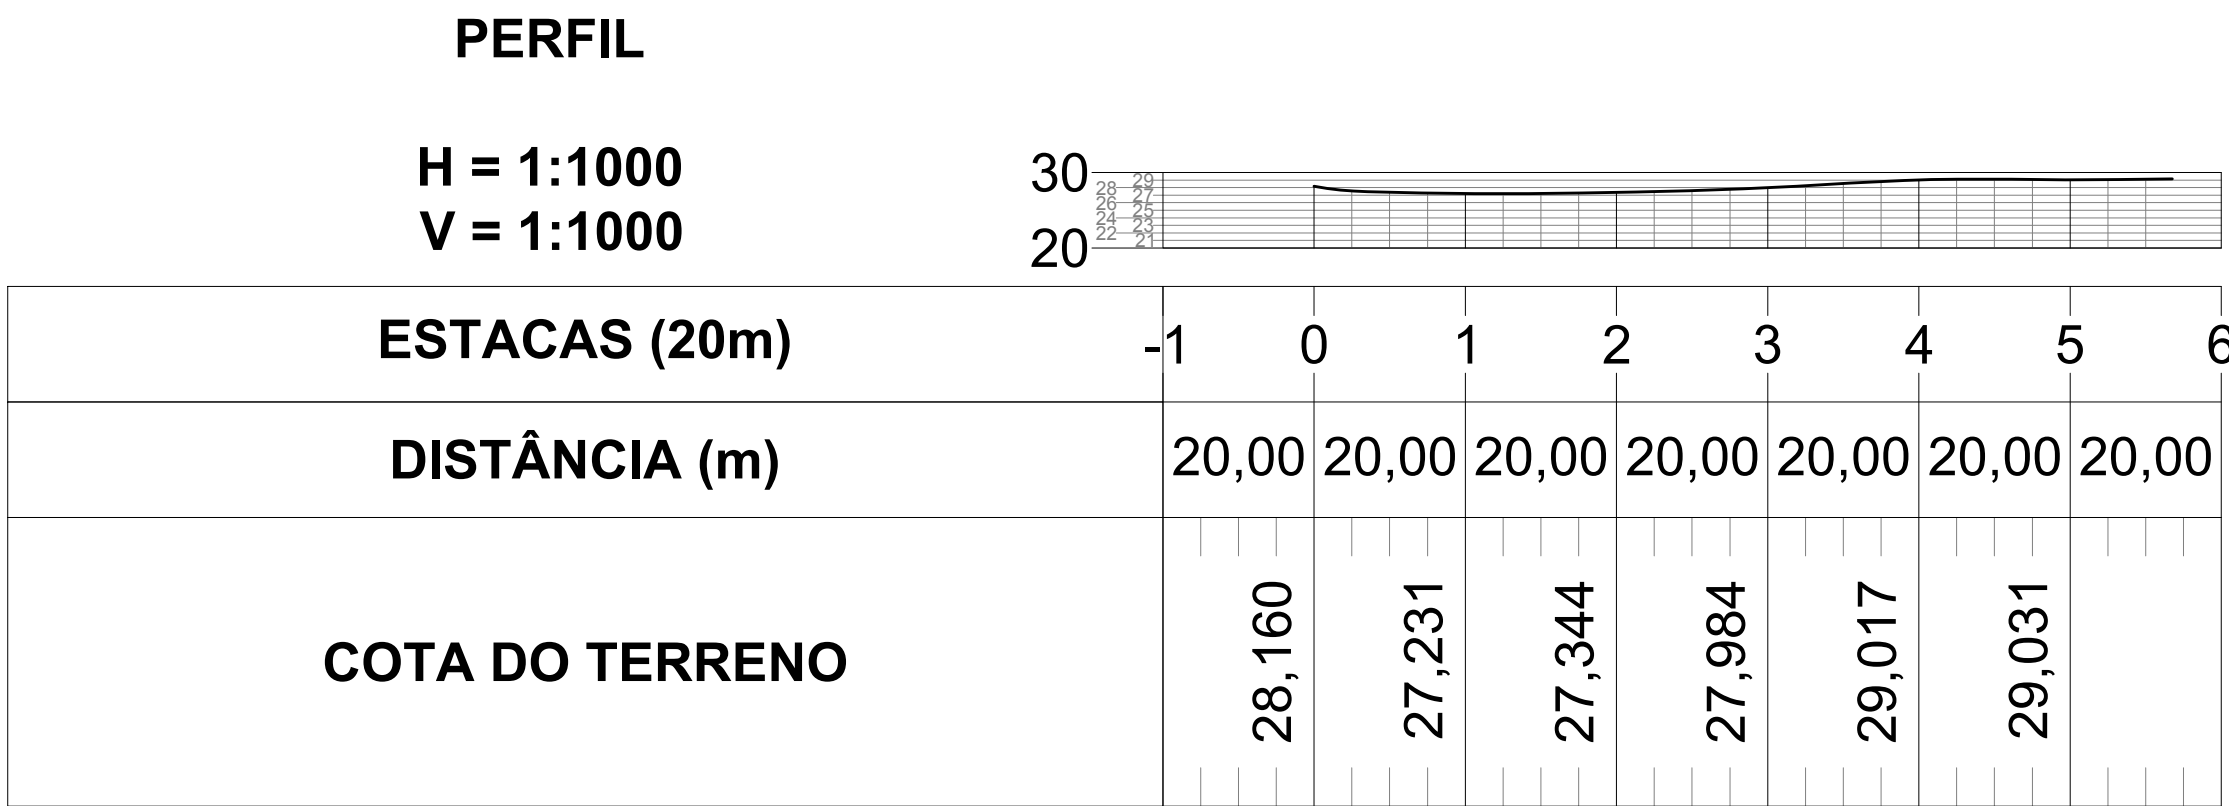 PERFIL
H = 1:1000
V = 1:1000
30
29
28
27
26
25
24
23
22
21
20
ESTACAS (20m) -1 0 1 2 3 4 5 6
DISTÂNCIA (m) 20,00 20,00 20,00 20,00 20,00 20,00 20,00
COTA DO TERRENO 28,160 27,231 27,344 27,984 29,017 29,031